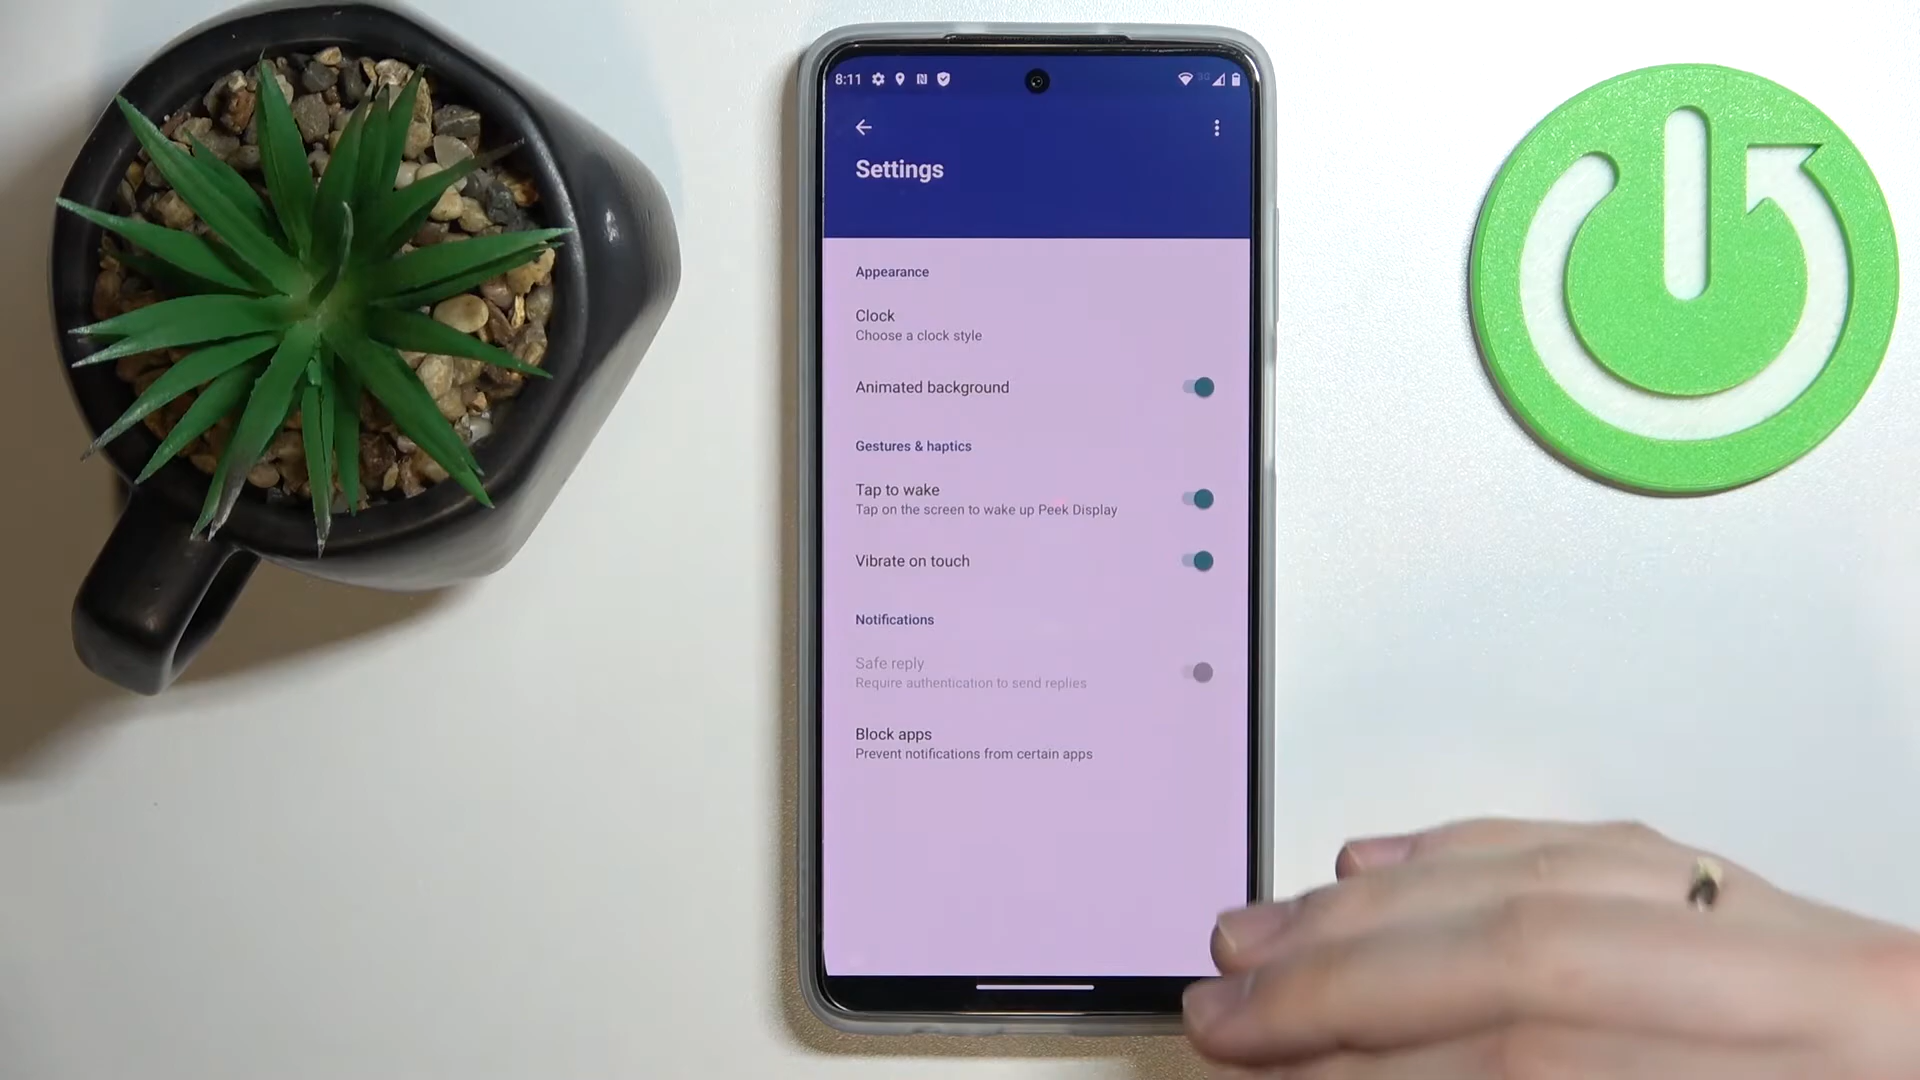 8:11
3G
Settings
Appearance
Clock
Choose a clock style
Animated background
Gestures & haptics
Tap to wake
Tap on the screen to wake up Peek Display
Vibrate on touch
Notifications
Safe reply
Require authentication to send replies
Block apps
Prevent notifications from certain apps